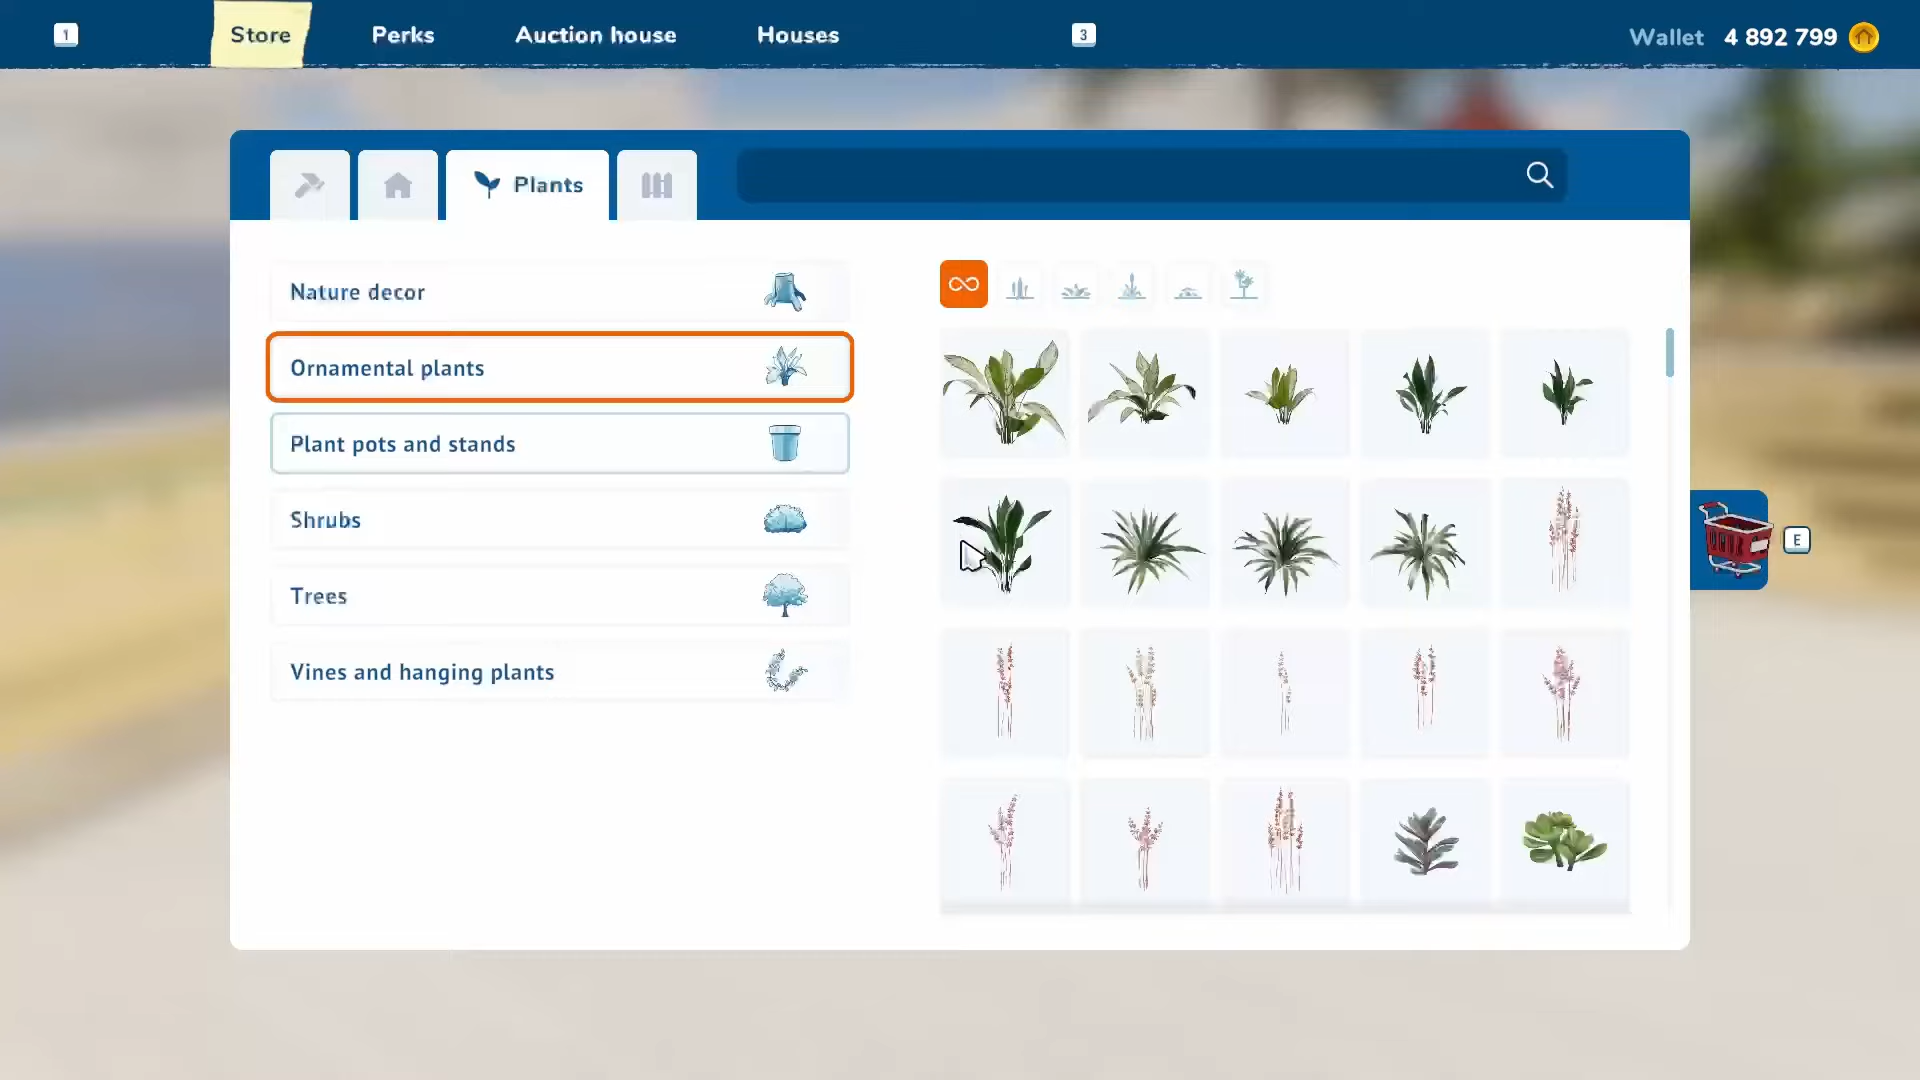 1
Store
Perks
Auction house
Houses
3
Wallet 4 892 799
Plants
Nature decor
Ornamental plants
Plant pots and stands
Shrubs
Trees
Vines and hanging plants
E